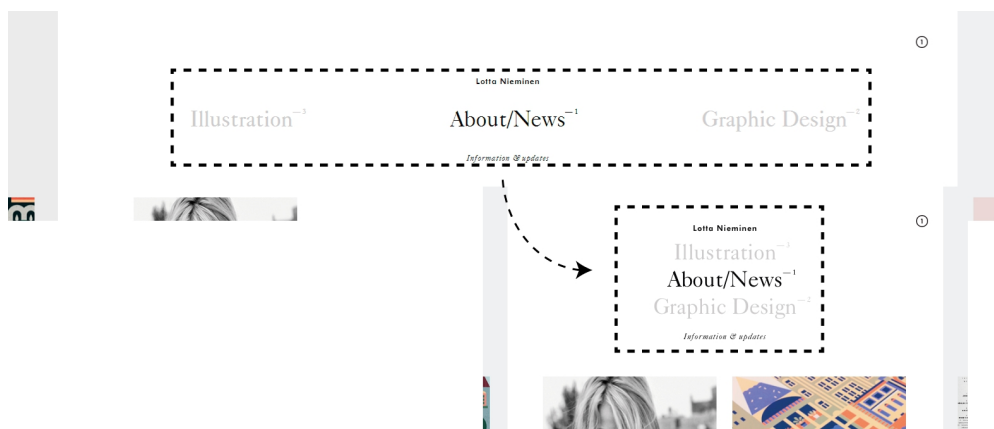 1
Lotta Nieminen
Illustration—3 About/News—1 Graphic Design—2
Information & updates
1
Lotta Nieminen
Illustration—3
About/News—1
Graphic Design—2
Information & updates